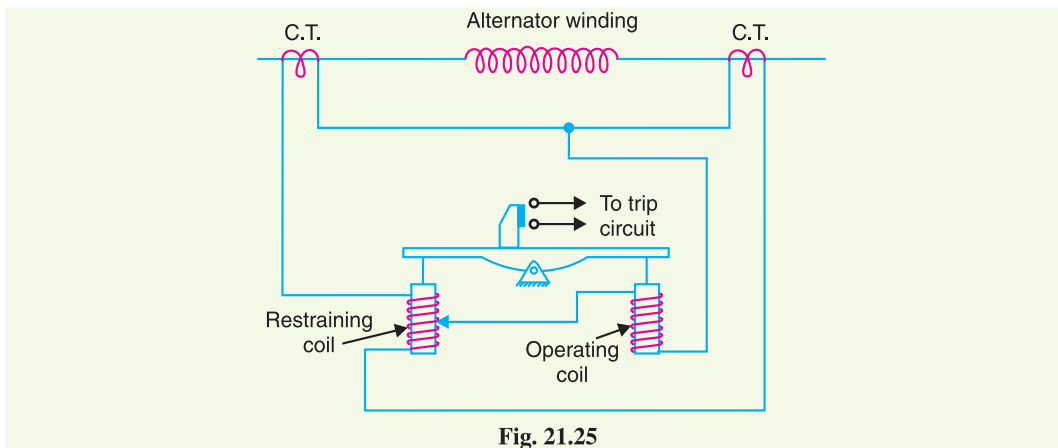 Alternator winding
C.T.
C.T.
To trip
circuit
Restraining
coil
Operating
coil
Fig. 21.25